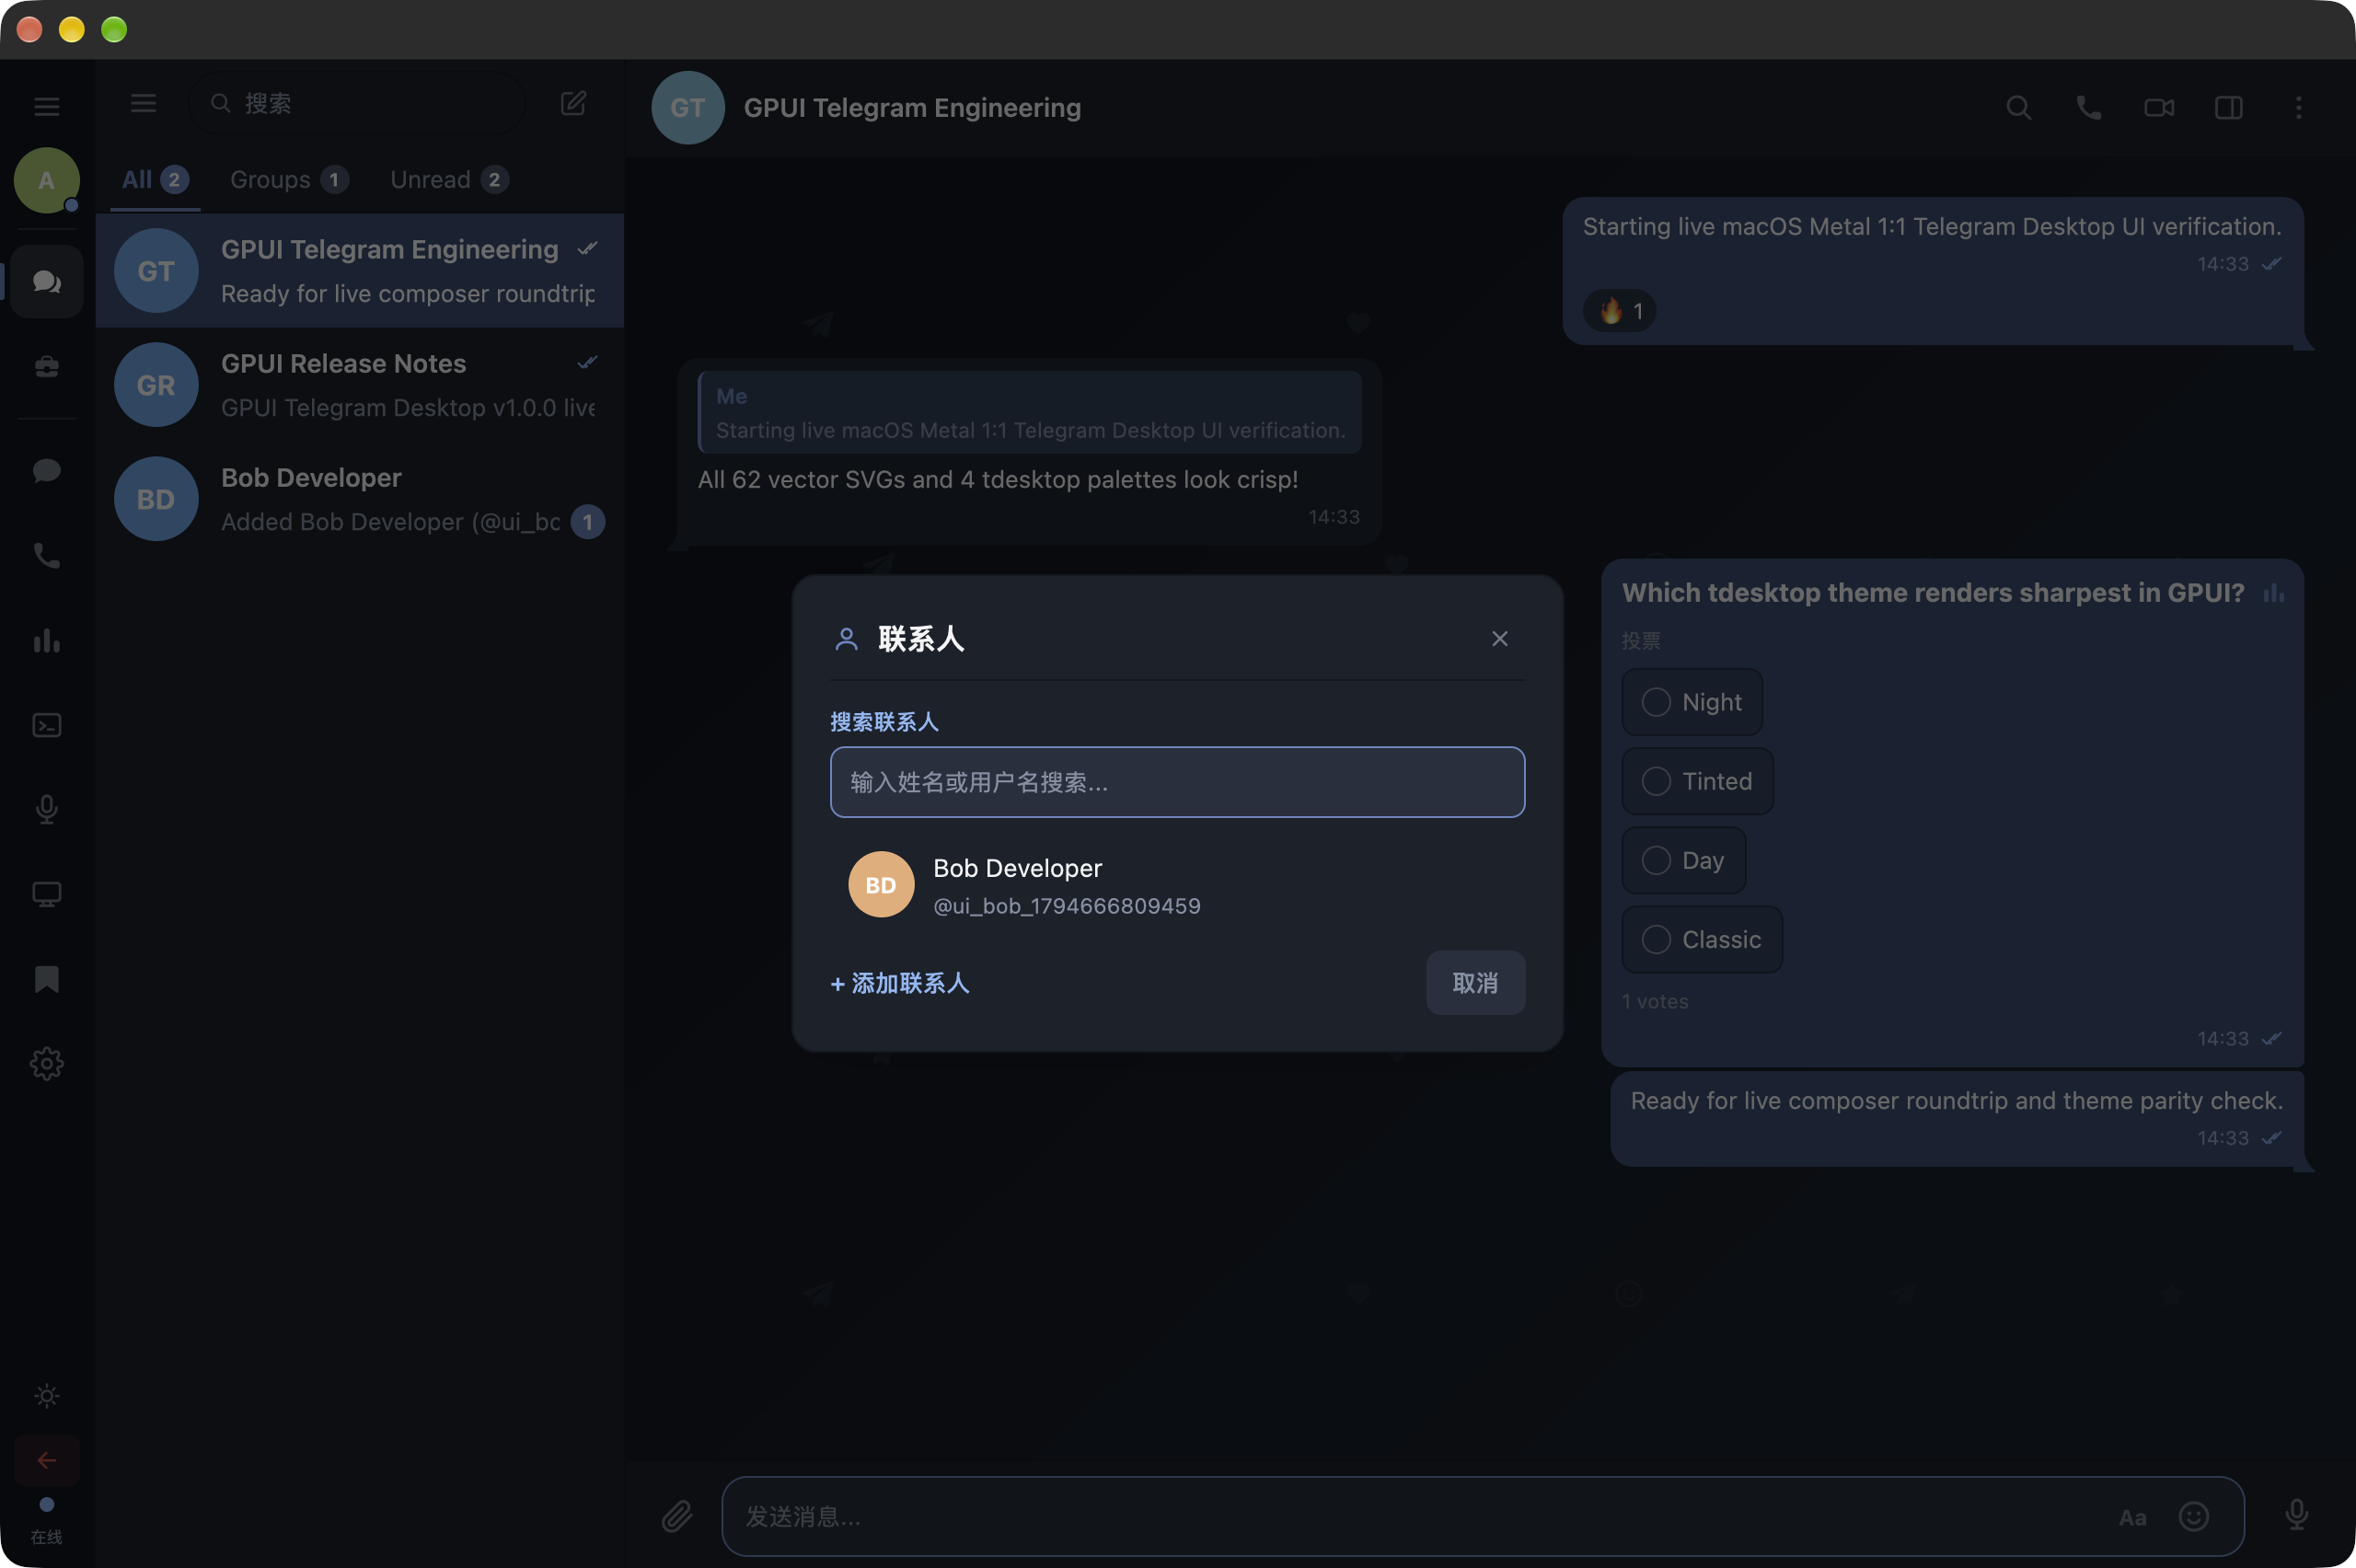 搜索
All 2
Groups 1
Unread 2
A
GT
GPUI Telegram Engineering
Ready for live composer roundtrip
GR
GPUI Release Notes
GPUI Telegram Desktop v1.0.0 live
BD
Bob Developer
Added Bob Developer (@ui_bo
1
在线
GT
GPUI Telegram Engineering
Starting live macOS Metal 1:1 Telegram Desktop UI verification.
14:33
🔥 1
Me
Starting live macOS Metal 1:1 Telegram Desktop UI verification.
All 62 vector SVGs and 4 tdesktop palettes look crisp!
14:33
Which tdesktop theme renders sharpest in GPUI?
投票
Night
Tinted
Day
Classic
1 votes
14:33
Ready for live composer roundtrip and theme parity check.
14:33
联系人
搜索联系人
输入姓名或用户名搜索...
BD
Bob Developer
@ui_bob_1794666809459
+ 添加联系人
取消
发送消息...
Aa